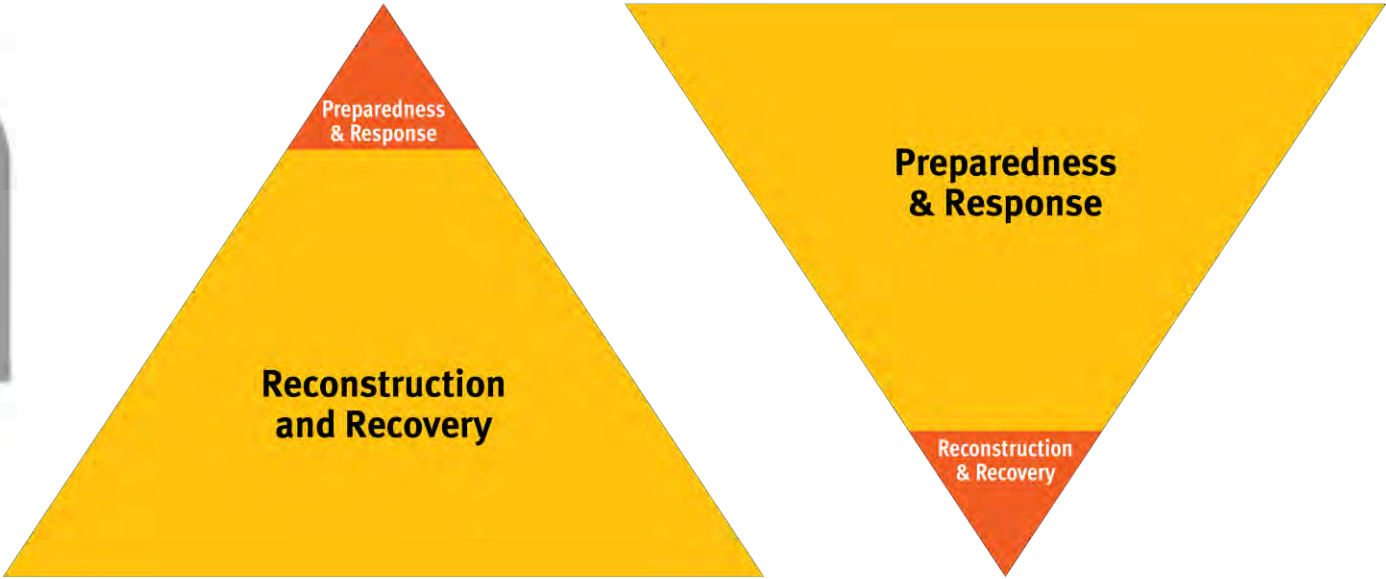 Preparedness
& Response
Reconstruction
and Recovery
Preparedness
& Response
Reconstruction
& Recovery